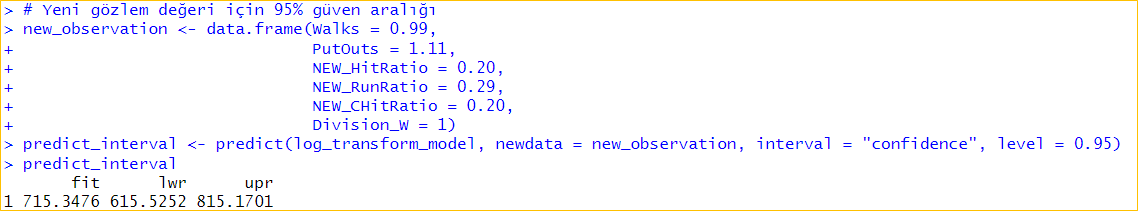 > # Yeni gözlem değeri için 95% güven aralığı
> new_observation <- data.frame(Walks = 0.99,
+                               PutOuts = 1.11,
+                               NEW_HitRatio = 0.20,
+                               NEW_RunRatio = 0.29,
+                               NEW_CHitRatio = 0.20,
+                               Division_W = 1)
> predict_interval <- predict(log_transform_model, newdata = new_observation, interval = "confidence", level = 0.95)
> predict_interval
       fit      lwr      upr
1 715.3476 615.5252 815.1701